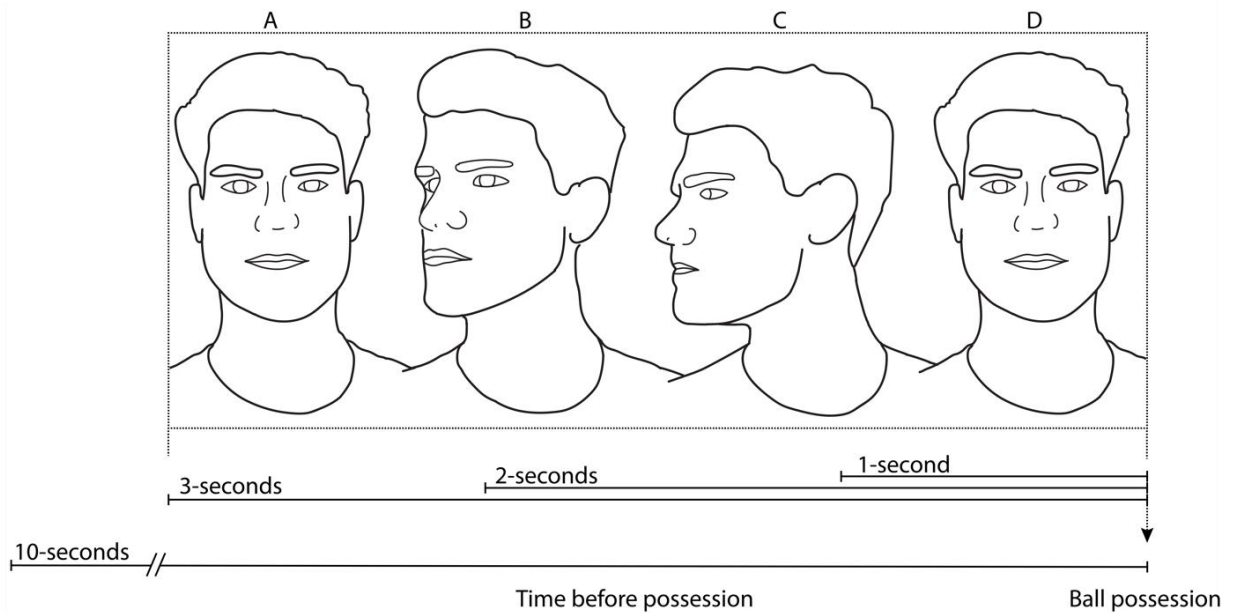 A B C D
1-second
2-seconds
3-seconds
10-seconds
Time before possession Ball possession